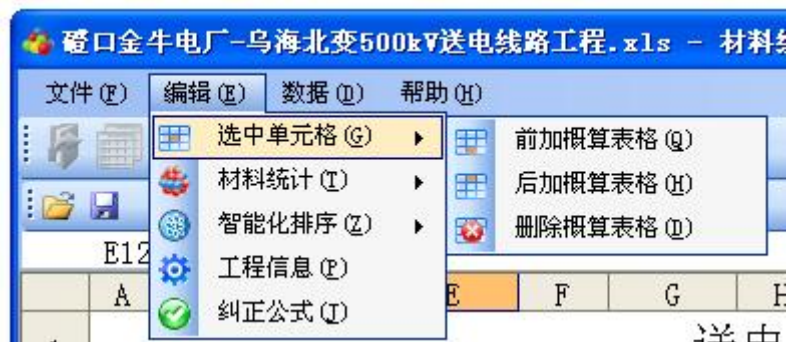 磴口金牛电厂-乌海北变500kV送电线路工程.xls - 材料
文件(F) 编辑(E) 数据(D) 帮助(H)
选中单元格(G) 前加概算表格(Q)
材料统计(T) 后加概算表格(H)
智能化排序(Z) 删除概算表格(D)
E12
工程信息(P)
A E F G H
纠正公式(J)